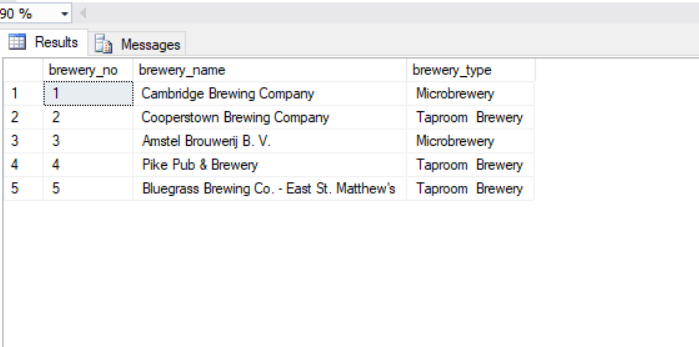 90 %
Results Messages
brewery_no brewery_name brewery_type
1 1 Cambridge Brewing Company Microbrewery
2 2 Cooperstown Brewing Company Taproom  Brewery
3 3 Amstel Brouwerij B. V. Microbrewery
4 4 Pike Pub & Brewery Taproom  Brewery
5 5 Bluegrass Brewing Co. - East St. Matthew's Taproom  Brewery